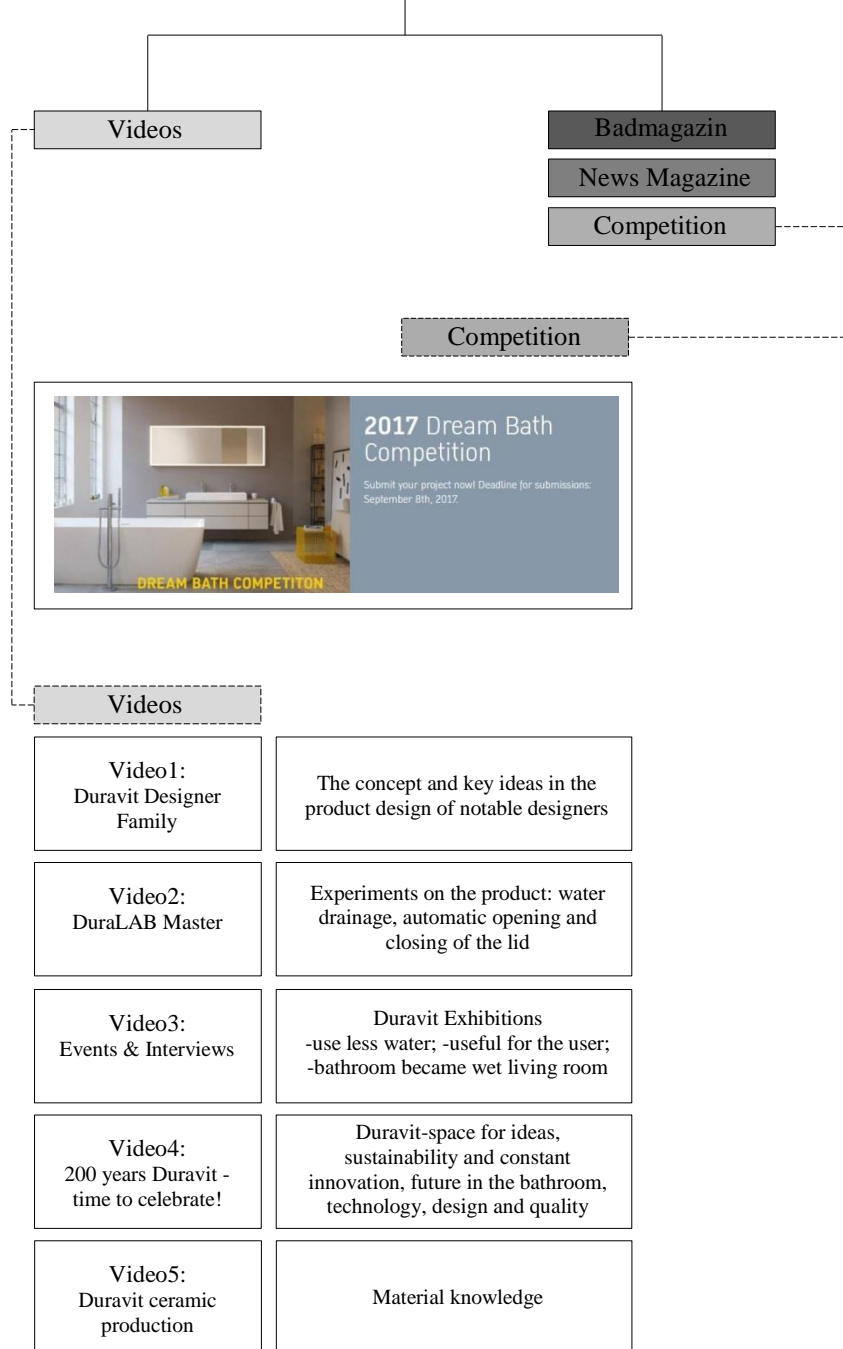 Videos
Badmagazin
News Magazine
Competition
Competition
2017 Dream Bath
Competition
Submit your project now! Deadline for submissions:
September 8th, 2017.
DREAM BATH COMPETITON
Videos
Video1:
Duravit Designer
Family
The concept and key ideas in the
product design of notable designers
Video2:
DuraLAB Master
Experiments on the product: water
drainage, automatic opening and
closing of the lid
Video3:
Events & Interviews
Duravit Exhibitions
-use less water; -useful for the user;
-bathroom became wet living room
Video4:
200 years Duravit -
time to celebrate!
Duravit-space for ideas,
sustainability and constant
innovation, future in the bathroom,
technology, design and quality
Video5:
Duravit ceramic
production
Material knowledge